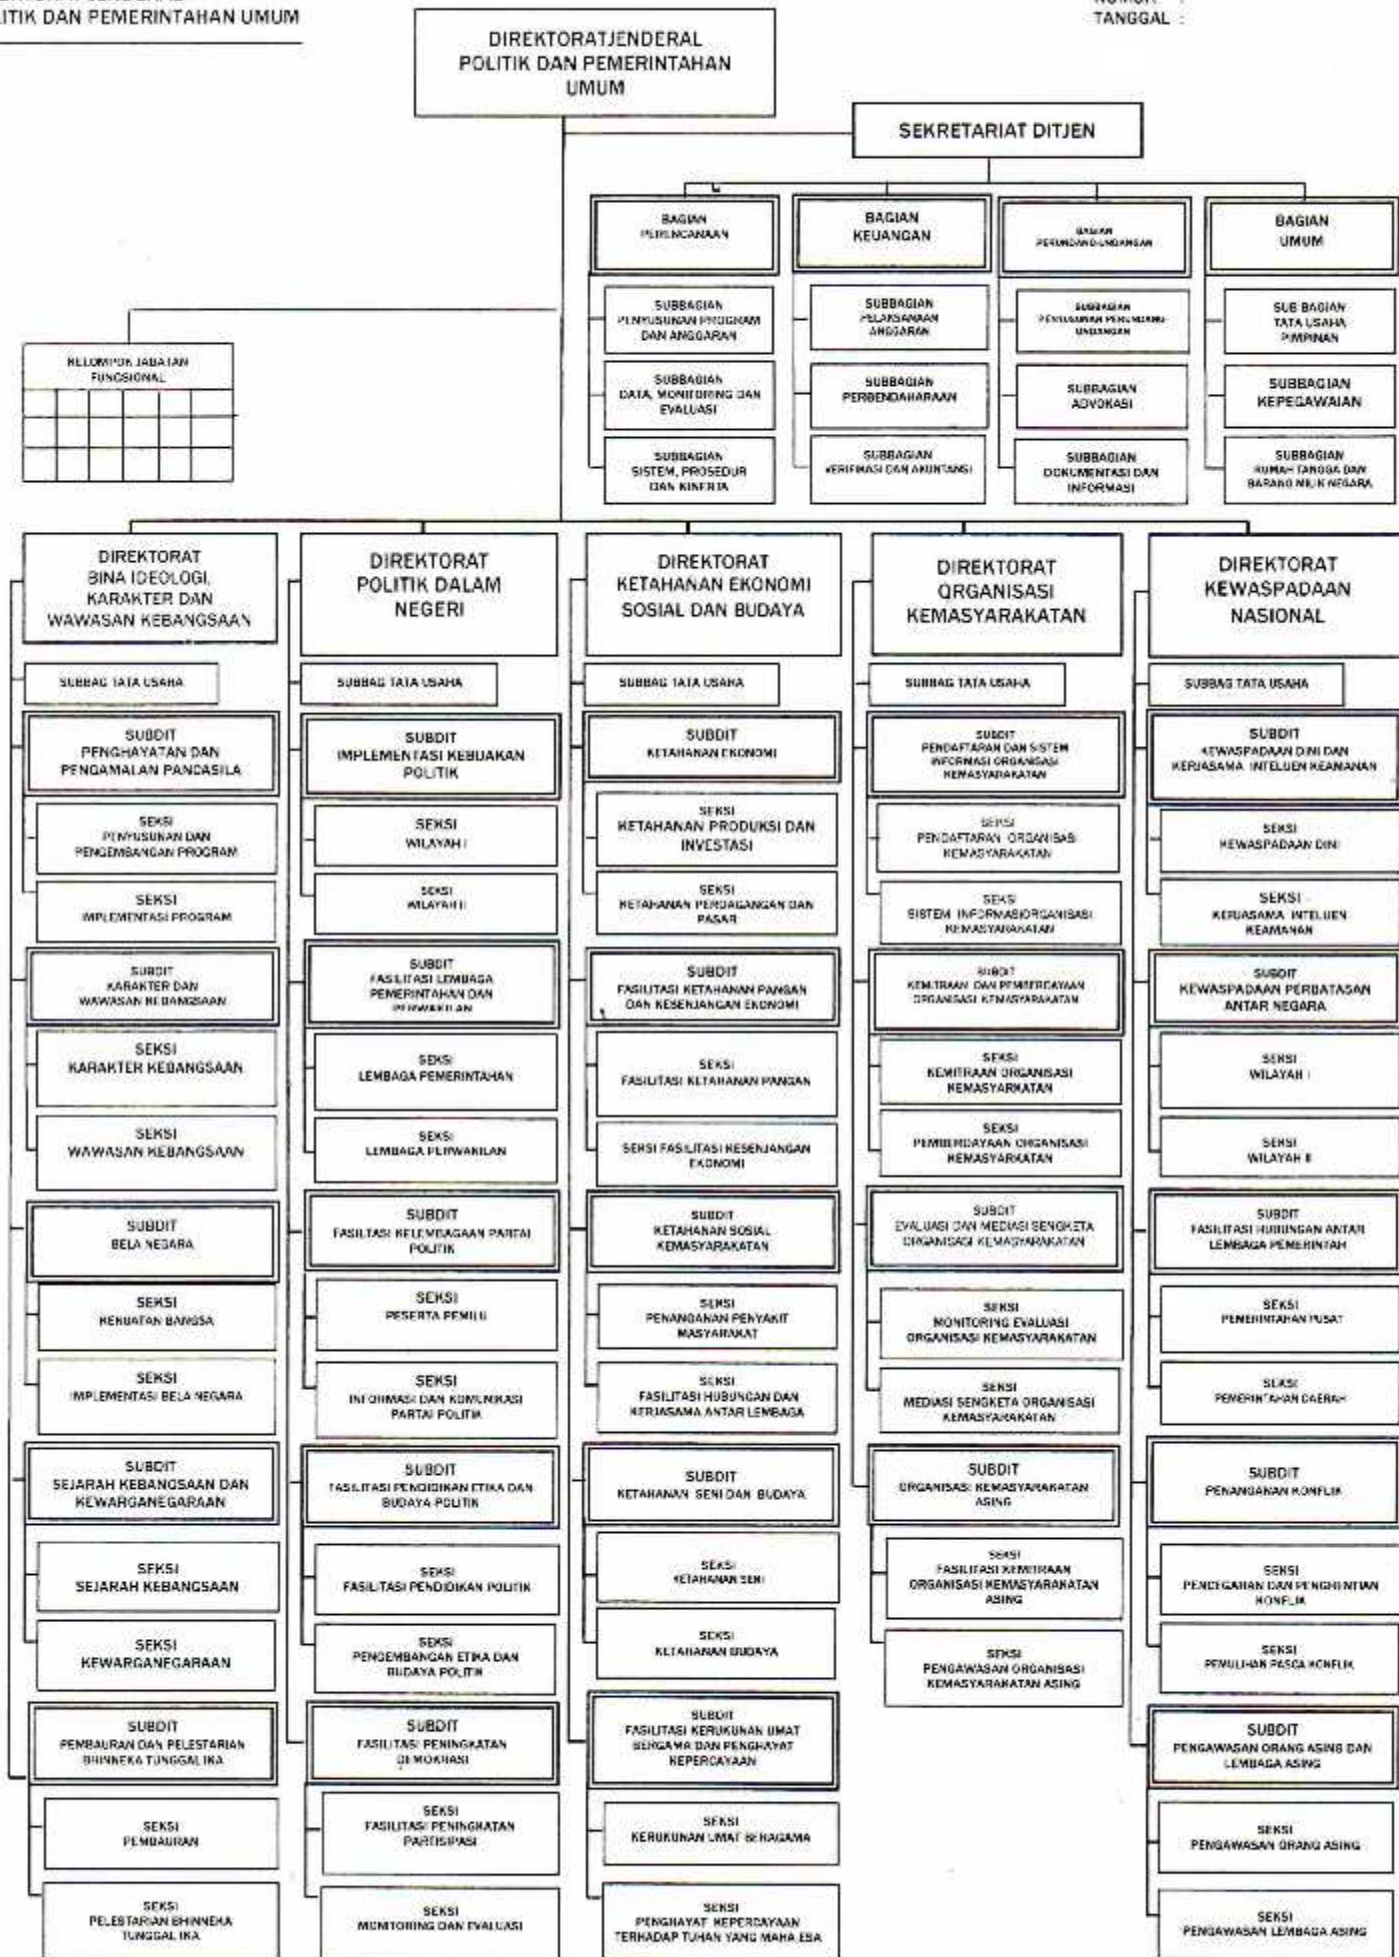 LITIK DAN PEMERINTAHAN UMUM
TANGGAL :
DIREKTORATJENDERAL
POLITIK DAN PEMERINTAHAN
UMUM
SEKRETARIAT DITJEN
BAGIAN
PERENCANAAN
BAGIAN
KEUANGAN
BAGIAN
PERUNDANG-UNDANGAN
BAGIAN
UMUM
SUBBAGIAN
PENYUSUNAN PROGRAM
DAN ANGGARAN
SUBBAGIAN
PELAKSANAAN
ANGGARAN
SUBBAGIAN
PENYUSUNAN PERUNDANG-
UNDANGAN
SUB BAGIAN
TATA USAHA
PIMPINAN
KELOMPOK JABATAN
FUNGSIONAL
SUBBAGIAN
DATA, MONITORING DAN
EVALUASI
SUBBAGIAN
PERBENDAHARAAN
SUBBAGIAN
ADVOKASI
SUBBAGIAN
KEPEGAWAIAN
SUBBAGIAN
SISTEM, PROSEDUR
DAN KINERJA
SUBBAGIAN
VERIFIKASI DAN AKUNTANSI
SUBBAGIAN
DOKUMENTASI DAN
INFORMASI
SUBBAGIAN
RUMAH TANGGA DAN
BARANG MILIK NEGARA
DIREKTORAT
BINA IDEOLOGI,
KARAKTER DAN
WAWASAN KEBANGSAAN
SUBBAG TATA USAHA
SUBDIT
PENGHAYATAN DAN
PENGAMALAN PANCASILA
SEKSI
PENYUSUNAN DAN
PENGEMBANGAN PROGRAM
SEKSI
IMPLEMENTASI PROGRAM
SUBDIT
KARAKTER DAN
WAWASAN KEBANGSAAN
SEKSI
KARAKTER KEBANGSAAN
SEKSI
WAWASAN KEBANGSAAN
SUBDIT
BELA NEGARA
SEKSI
KEKUATAN BANGSA
SEKSI
IMPLEMENTASI BELA NEGARA
SUBDIT
SEJARAH KEBANGSAAN DAN
KEWARGANEGARAAN
SEKSI
SEJARAH KEBANGSAAN
SEKSI
KEWARGANEGARAAN
SUBDIT
PEMBAURAN DAN PELESTARIAN
BHINNEKA TUNGGAL IKA
SEKSI
PEMBAURAN
SEKSI
PELESTARIAN BHINNEKA
TUNGGAL IKA
DIREKTORAT
POLITIK DALAM
NEGERI
SUBBAG TATA USAHA
SUBDIT
IMPLEMENTASI KEBIJAKAN
POLITIK
SEKSI
WILAYAH I
SEKSI
WILAYAH II
SUBDIT
FASILITASI LEMBAGA
PEMERINTAHAN DAN
PERWAKILAN
SEKSI
LEMBAGA PEMERINTAHAN
SEKSI
LEMBAGA PERWAKILAN
SUBDIT
FASILTASI KELEMBAGAAN PARTAI
POLITIK
SEKSI
PESERTA PEMILU
SEKSI
INFORMASI DAN KOMUNIKASI
PARTAI POLITIK
SUBDIT
FASILITASI PENDIDIKAN ETIKA DAN
BUDAYA POLITIK
SEKSI
FASILITASI PENDIDIKAN POLITIK
SEKSI
PENGEMBANGAN ETIKA DAN
BUDAYA POLITIK
SUBDIT
FASILITASI PENINGKATAN
DEMOKRASI
SEKSI
FASILITASI PENINGKATAN
PARTISIPASI
SEKSI
MONITORING DAN EVALUASI
DIREKTORAT
KETAHANAN EKONOMI
SOSIAL DAN BUDAYA
SUBBAG TATA USAHA
SUBDIT
KETAHANAN EKONOMI
SEKSI
KETAHANAN PRODUKSI DAN
INVESTASI
SEKSI
KETAHANAN PERDAGANGAN DAN
PASAR
SUBDIT
FASILITASI KETAHANAN PANGAN
DAN KESENJANGAN EKONOMI
SEKSI
FASILITASI KETAHANAN PANGAN
SEKSI FASILITASI KESENJANGAN
EKONOMI
SUBDIT
KETAHANAN SOSIAL
KEMASYARAKATAN
SEKSI
PENANGANAN PENYAKIT
MASYARAKAT
SEKSI
FASILITASI HUBUNGAN DAN
KERJASAMA ANTAR LEMBAGA
SUBDIT
KETAHANAN SENI DAN BUDAYA
SEKSI
KETAHANAN SENI
SEKSI
KETAHANAN BUDAYA
SUBDIT
FASILITASI KERUKUNAN UMAT
BERGAMA DAN PENGHAYAT
KEPERCAYAAN
SEKSI
KERUKUNAN UMAT BERAGAMA
SEKSI
PENGHAYAT KEPERCAYAAN
TERHADAP TUHAN YANG MAHA ESA
DIREKTORAT
ORGANISASI
KEMASYARAKATAN
SUBBAG TATA USAHA
SUBDIT
PENDAFTARAN DAN SISTEM
INFORMASI ORGANISASI
KEMASYARAKATAN
SEKSI
PENDAFTARAN ORGANISASI
KEMASYARAKATAN
SEKSI
SISTEM INFORMASIORGANISASI
KEMASYARAKATAN
SUBDIT
KEMITRAAN DAN PEMBERDAYAAN
ORGANISASI KEMASYARAKATAN
SEKSI
KEMITRAAN ORGANISASI
KEMASYARKATAN
SEKSI
PEMBERDAYAAN ORGANISASI
KEMASYARKATAN
SUBDIT
EVALUASI DAN MEDIASI SENGKETA
ORGANISASI KEMASYARAKATAN
SEKSI
MONITORING EVALUASI
ORGANISASI KEMASYARAKATAN
SEKSI
MEDIASI SENGKETA ORGANISASI
KEMASYARAKATAN
SUBDIT
ORGANISASI KEMASYARAKATAN
ASING
SEKSI
FASILITASI KEMITRAAN
ORGANISASI KEMASYARAKATAN
ASING
SEKSI
PENGAWASAN ORGANISASI
KEMASYARAKATAN ASING
DIREKTORAT
KEWASPADAAN
NASIONAL
SUBBAG TATA USAHA
SUBDIT
KEWASPADAAN DINI DAN
KERJASAMA INTELIJEN KEAMANAN
SEKSI
KEWASPADAAN DINI
SEKSI
KERJASAMA INTELIJEN
KEAMANAN
SUBDIT
KEWASPADAAN PERBATASAN
ANTAR NEGARA
SEKSI
WILAYAH I
SEKSI
WILAYAH II
SUBDIT
FASILITASI HUBUNGAN ANTAR
LEMBAGA PEMERINTAH
SEKSI
PEMERINTAHAN PUSAT
SEKSI
PEMERINTAHAN DAERAH
SUBDIT
PENANGANAN KONFLIK
SEKSI
PENCEGAHAN DAN PENGHENTIAN
KONFLIK
SEKSI
PEMULIHAN PASCA KONFLIK
SUBDIT
PENGAWASAN ORANG ASING DAN
LEMBAGA ASING
SEKSI
PENGAWASAN ORANG ASING
SEKSI
PENGAWASAN LEMBAGA ASING